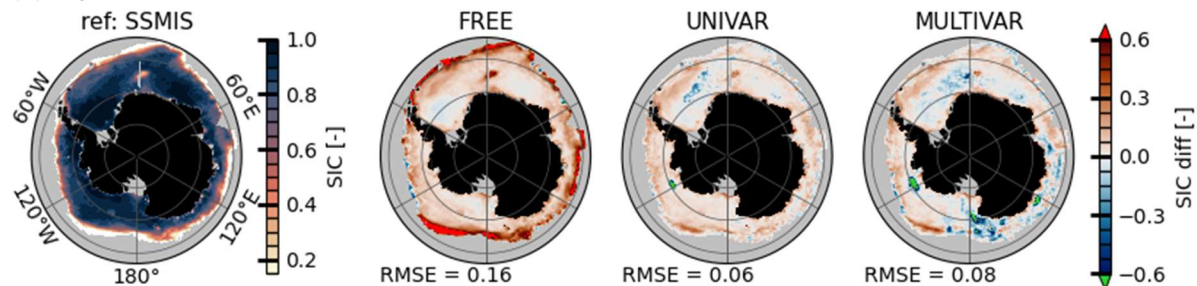 ref: SSMIS
FREE
UNIVAR
MULTIVAR
60°W
60°E
120°W
120°E
180°
1.0
0.8
0.6
0.4
0.2
SIC [-]
RMSE = 0.16
RMSE = 0.06
RMSE = 0.08
0.6
0.3
0.0
−0.3
−0.6
SIC diff [-]